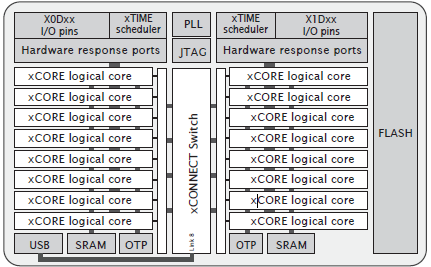 X0Dxx
I/O pins
xTIME
scheduler
PLL
xTIME
scheduler
X1Dxx
I/O pins
Hardware response ports
JTAG
Hardware response ports
xCORE logical core
xCORE logical core
xCORE logical core
xCORE logical core
xCORE logical core
xCORE logical core
xCORE logical core
xCORE logical core
xCONNECT Switch
Link 8
xCORE logical core
xCORE logical core
xCORE logical core
xCORE logical core
xCORE logical core
xCORE logical core
xCORE logical core
xCORE logical core
FLASH
USB
SRAM
OTP
OTP
SRAM